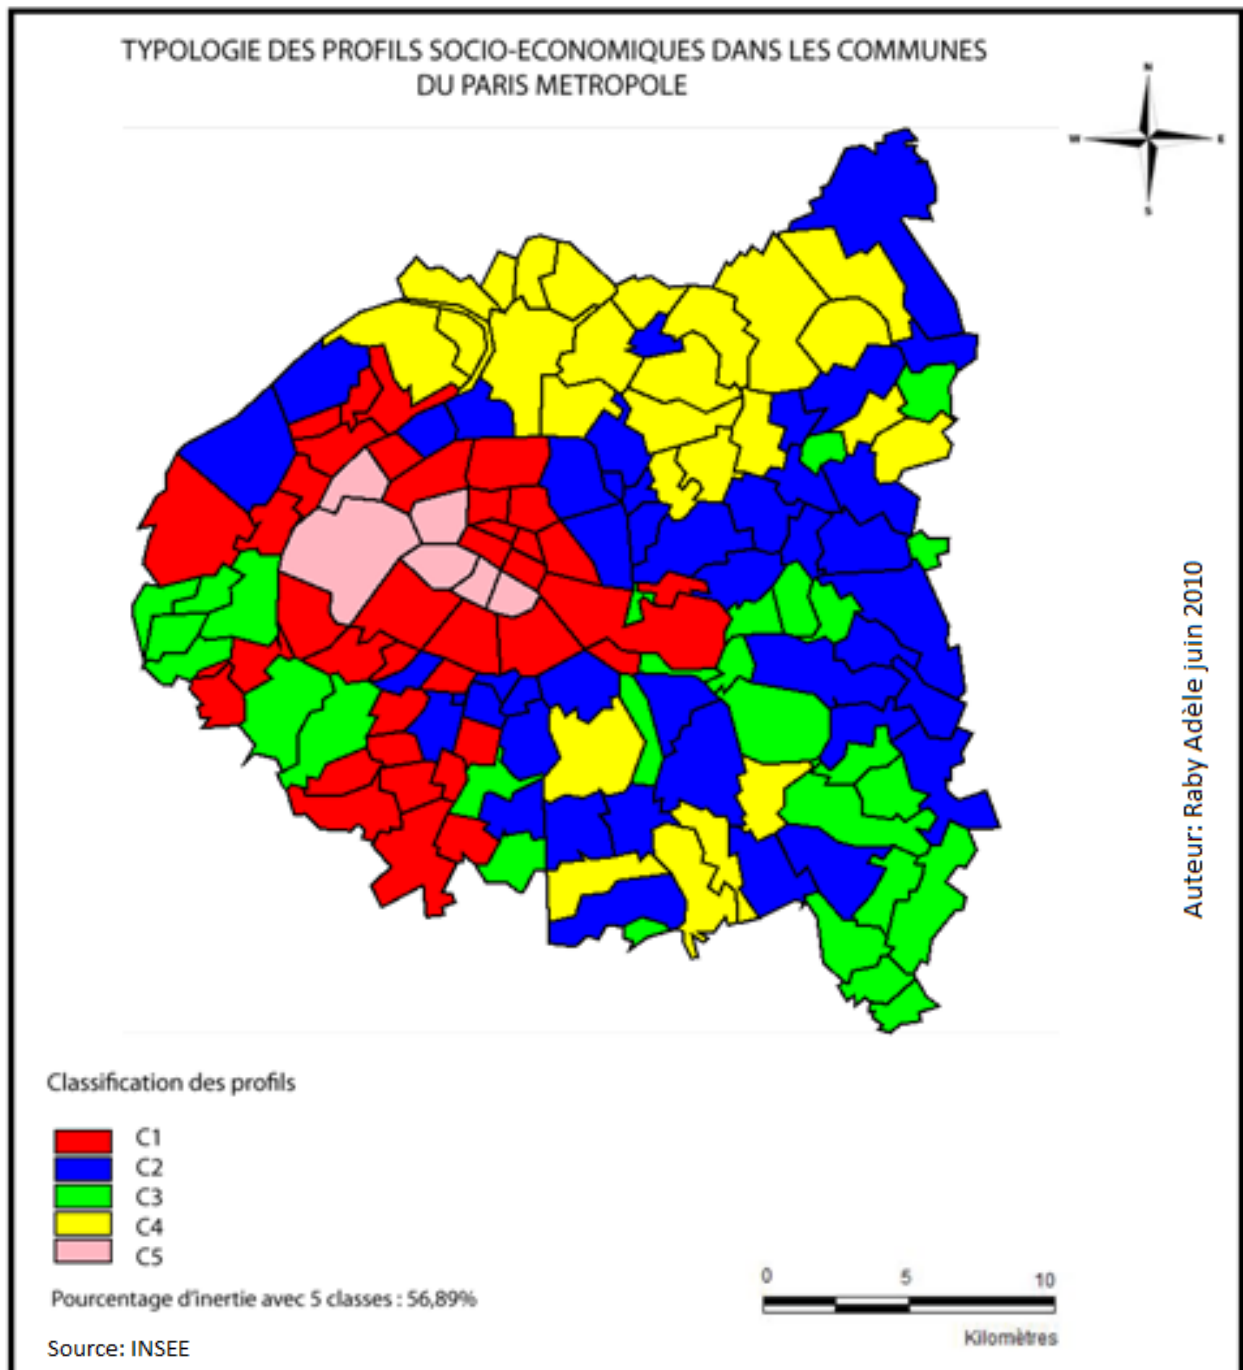 TYPOLOGIE DES PROFILS SOCIO-ECONOMIQUES DANS LES COMMUNES
DU PARIS METROPOLE
N
W
E
S
Auteur: Raby Adèle juin 2010
Classification des profils
C1
C2
C3
C4
C5
Pourcentage d'inertie avec 5 classes : 56,89%
Source: INSEE
0 5 10
Kilomètres